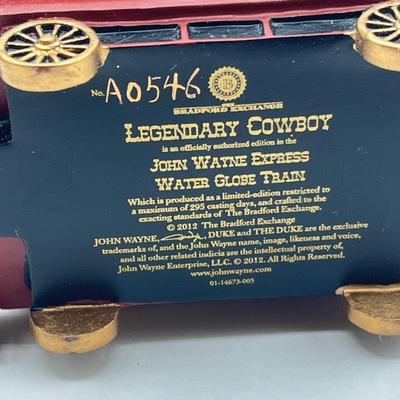 No. A0546
B
THE
BRADFORD EXCHANGE
LEGENDARY COWBOY
is an officially authorized edition in the
JOHN WAYNE EXPRESS
WATER GLOBE TRAIN
Which is produced as a limited-edition restricted to
a maximum of 295 casting days, and crafted to the
exacting standards of The Bradford Exchange
© 2012 The Bradford Exchange
JOHN WAYNE, DUKE and THE DUKE are the exclusive
trademarks of, and the John Wayne name, image, likeness and voice,
and all other related indicia are the intellectual property of,
John Wayne Enterprise, LLC. © 2012. All Rights Reserved.
www.johnwayne.com
01-14673-005